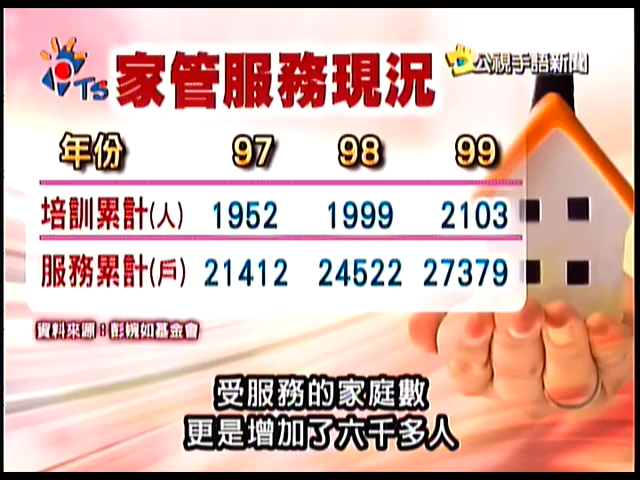 PTS
家管服務現況
公視手語新聞
年份 97 98 99
培訓累計(人) 1952 1999 2103
服務累計(戶) 21412 24522 27379
資料來源：彭婉如基金會
受服務的家庭數
更是增加了六千多人